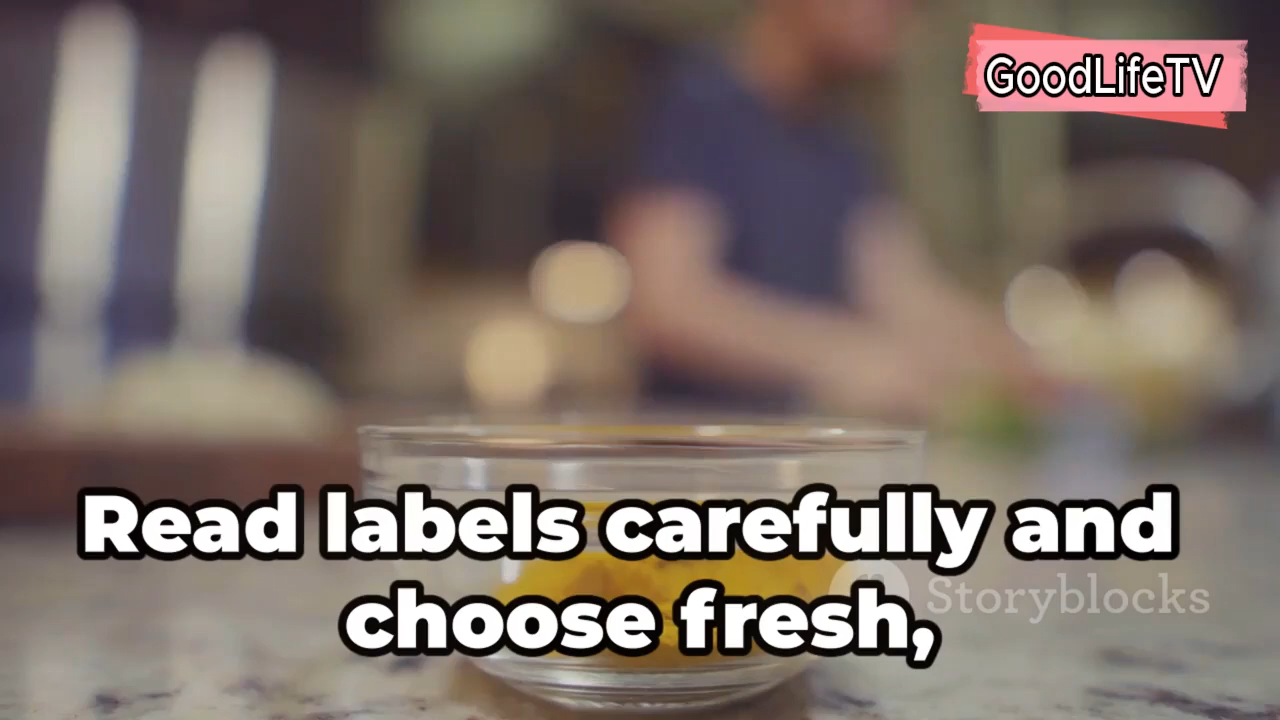 GoodLifeTV
Read labels carefully and
Storyblocks
choose fresh,